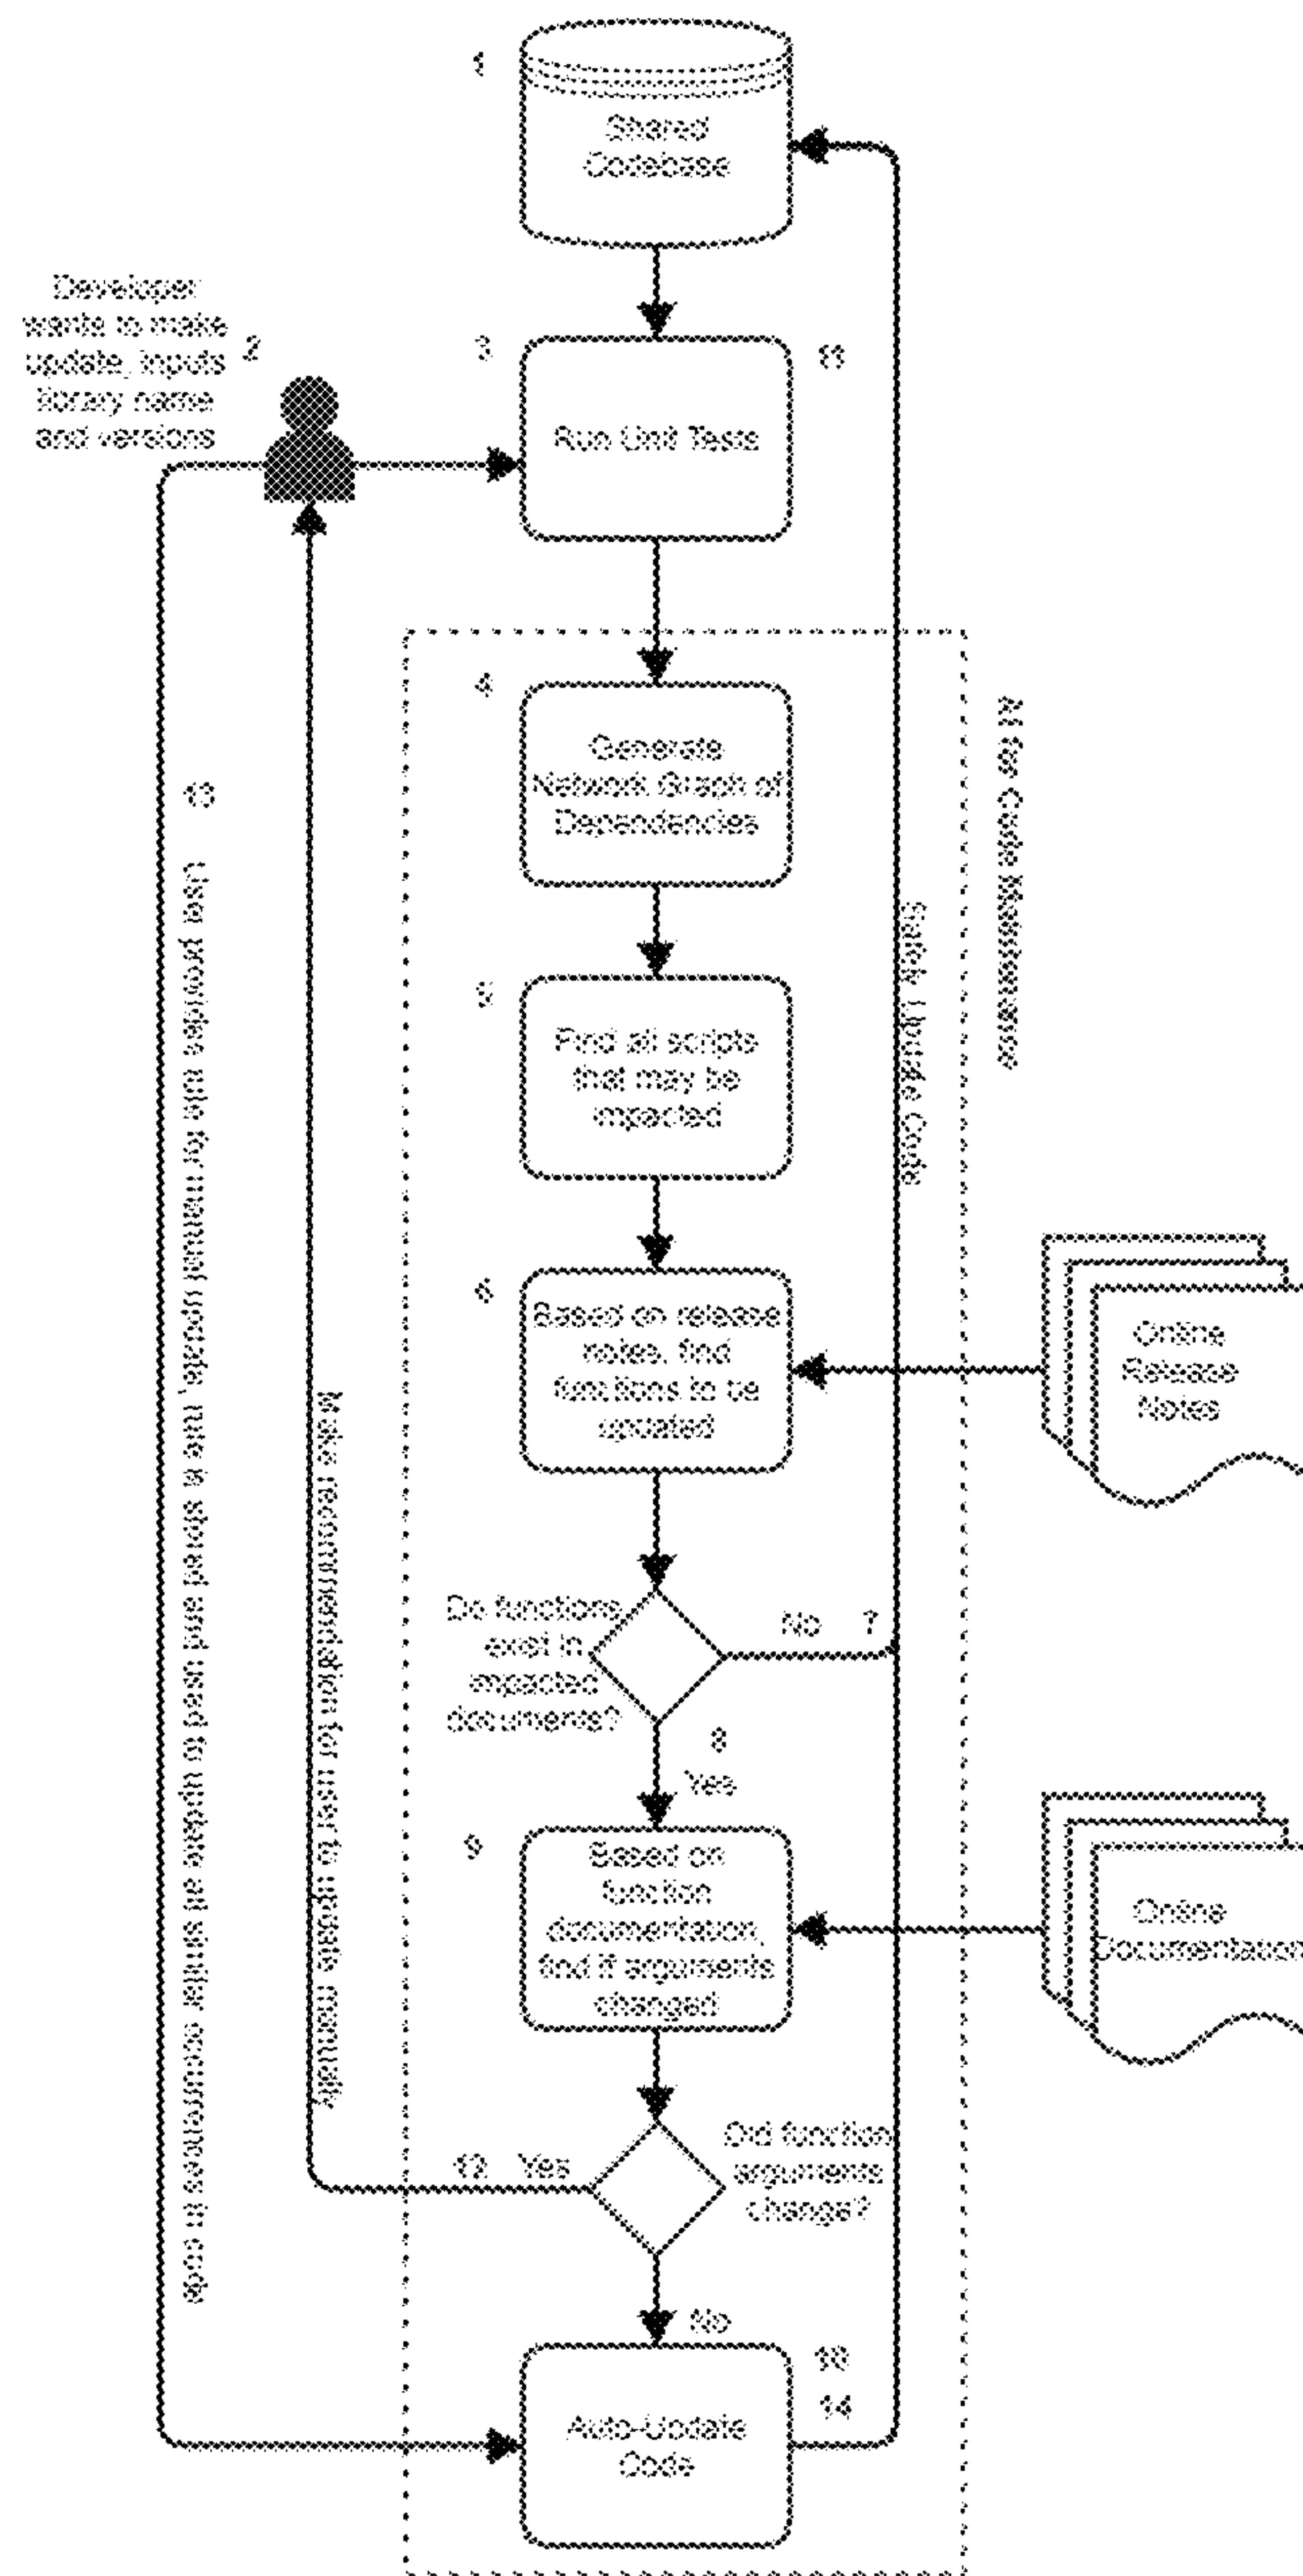 1
Shared
Codebase
Developer
wants to make
update, inputs
library name
and versions
2
3
Run Unit Tests
11
4
Generate
Network Graph of
Dependencies
AI for Code Maintenance
5
Find all scripts
that may be
impacted
Batch Update Code
13
User provides rule for manual update, rule is stored and used to update all similar occurrences in code
6
Based on release
notes, find
functions to be
updated
Online
Release
Notes
Make recommendation for user to update manually
Do functions
exist in
impacted
documents?
No 7
8
Yes
9
Based on
function
documentation,
find if arguments
changed
Online
Documentation
Did function
arguments
change?
12 Yes
No
10
14
Auto-Update
Code